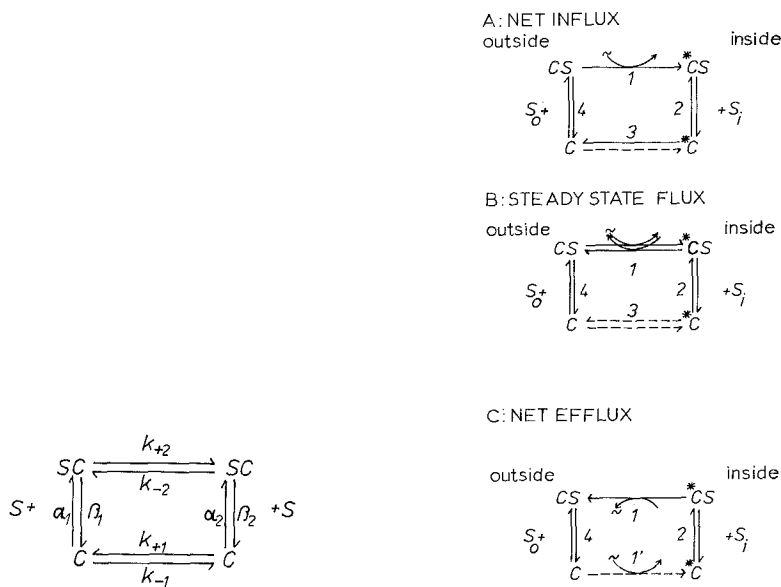 A: NET INFLUX
outside inside
~
CS 1 *CS
S₀+ 4 2 +Sᵢ
3
C *C
B: STEADY STATE FLUX
outside inside
~
CS 1 *CS
S₀+ 4 2 +Sᵢ
3
C *C
C: NET EFFLUX
outside inside
CS ~ 1 *CS
S₀+ 4 2 +Sᵢ
~ 1'
C *C
k₊₂
SC SC
k₋₂
S+ α₁ β₁ α₂ β₂ +S
k₊₁
C C
k₋₁